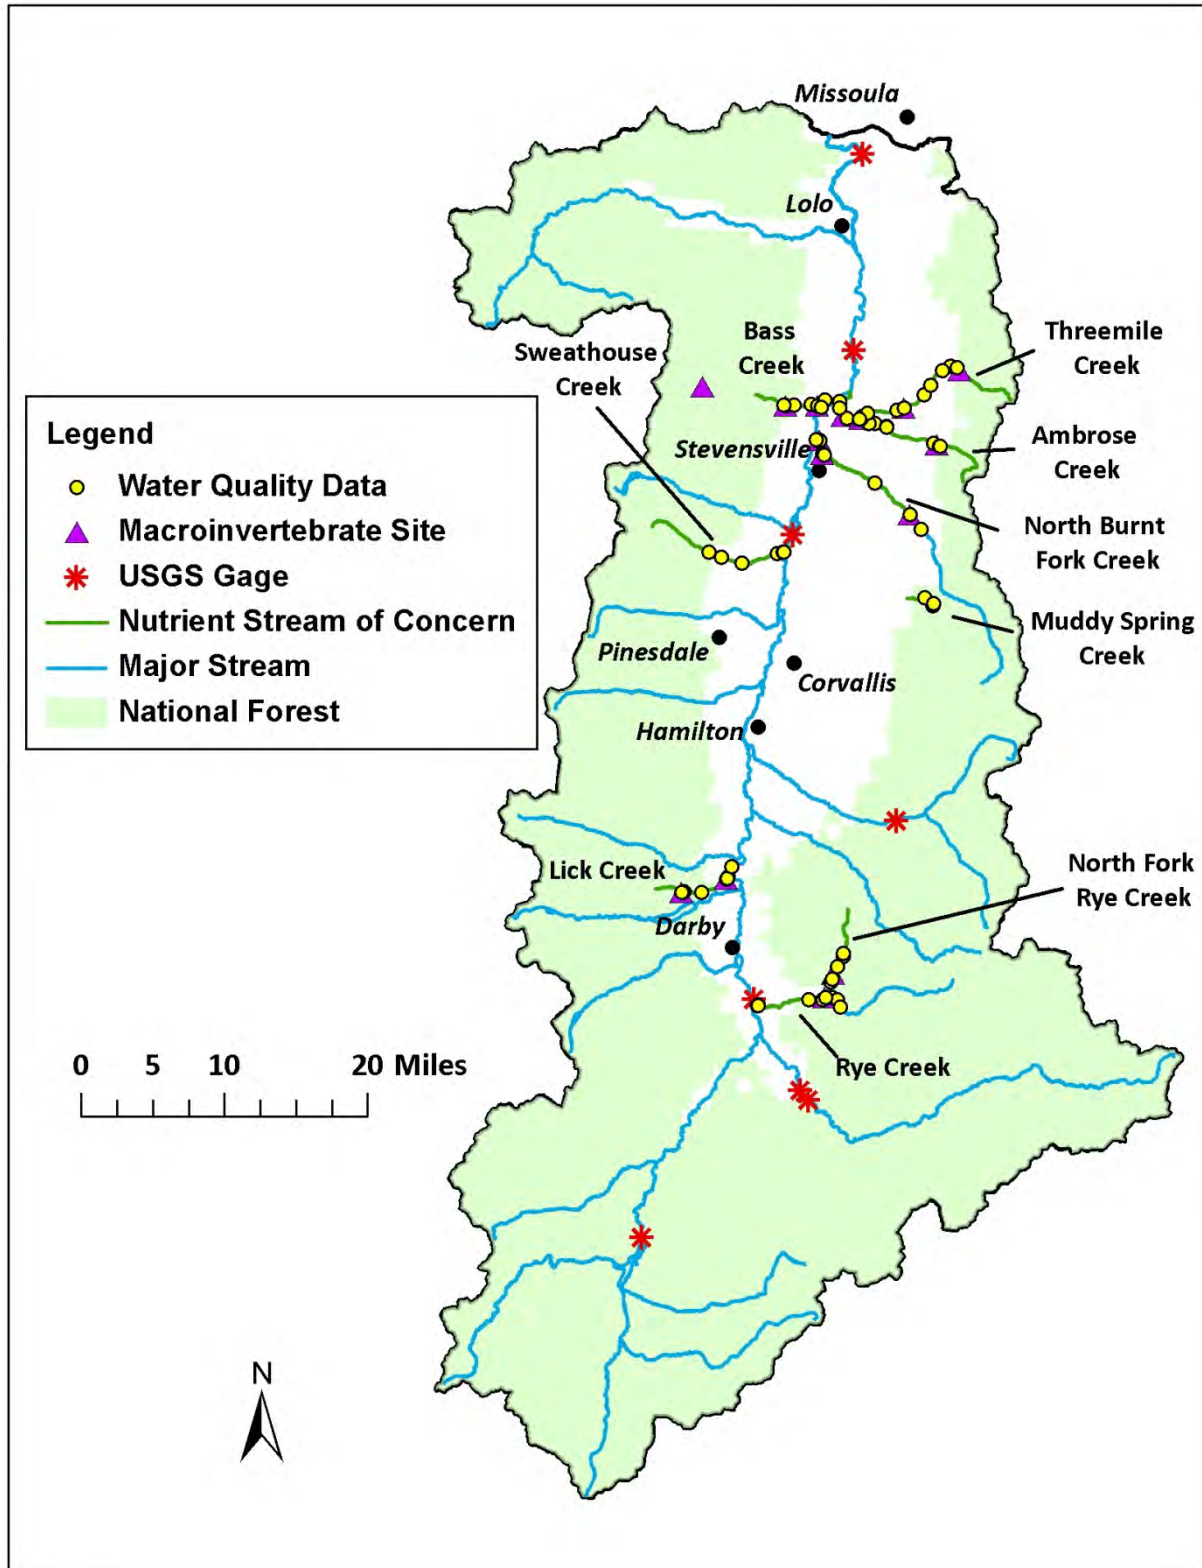 Missoula
Lolo
Bass
Creek
Threemile
Creek
Sweathouse
Creek
Legend
Water Quality Data
Macroinvertebrate Site
USGS Gage
Nutrient Stream of Concern
Major Stream
National Forest
Stevensville
Ambrose
Creek
North Burnt
Fork Creek
Muddy Spring
Creek
Pinesdale
Corvallis
Hamilton
Lick Creek
North Fork
Rye Creek
Darby
Rye Creek
0 5 10 20 Miles
N